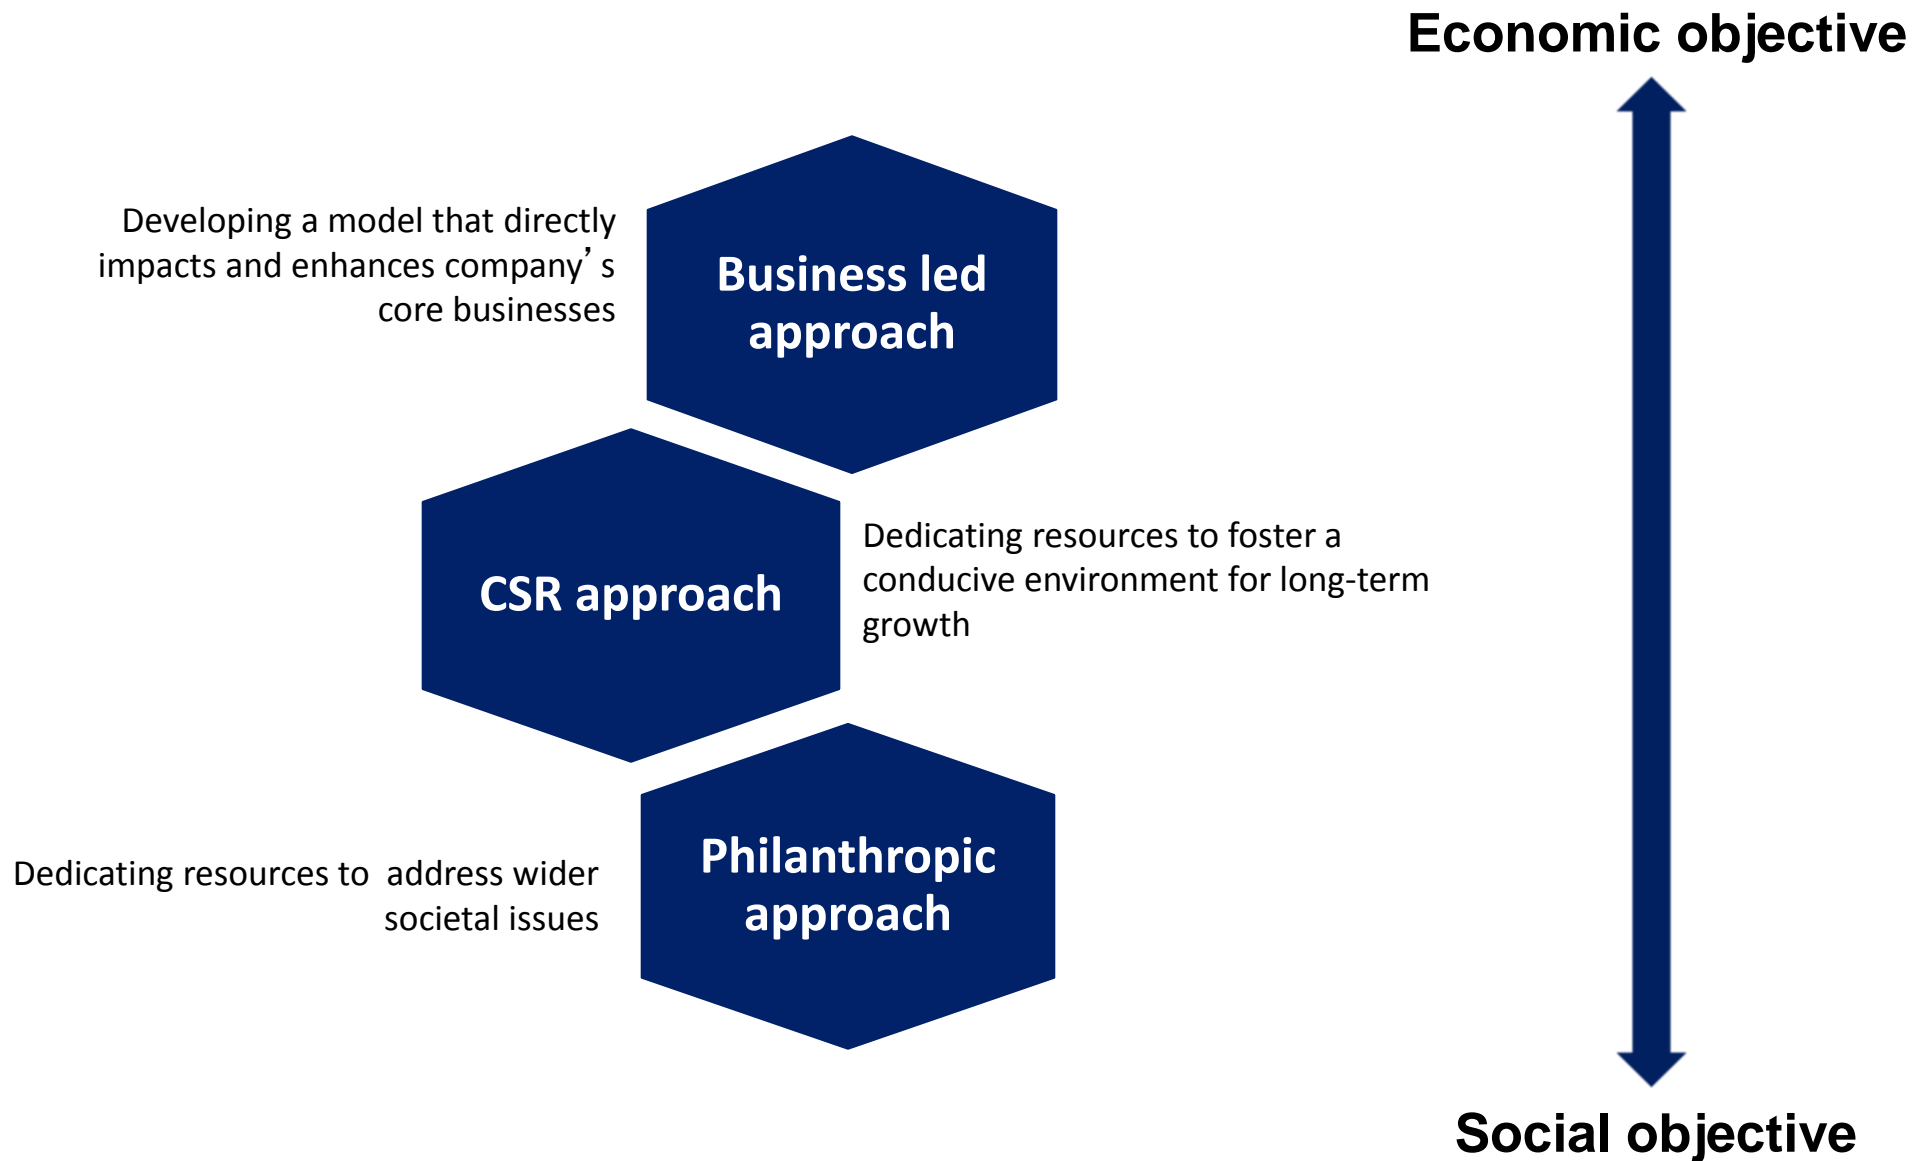 Economic objective
Developing a model that directly
impacts and enhances company’ s
core businesses
Business led
approach
CSR approach
Dedicating resources to foster a
conducive environment for long-term
growth
Philanthropic
approach
Dedicating resources to  address wider
societal issues
Social objective